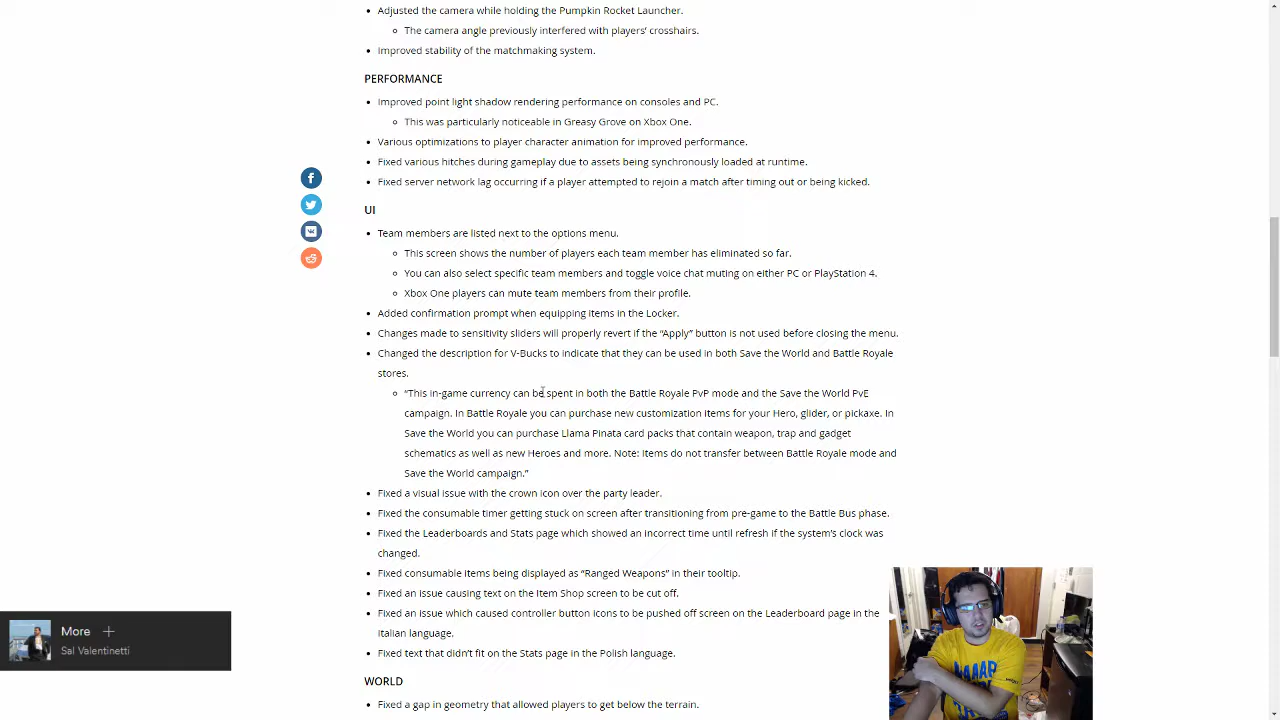 Adjusted the camera while holding the Pumpkin Rocket Launcher.
The camera angle previously interfered with players' crosshairs.
Improved stability of the matchmaking system.
PERFORMANCE
Improved point light shadow rendering performance on consoles and PC.
This was particularly noticeable in Greasy Grove on Xbox One.
Various optimizations to player character animation for improved performance.
Fixed various hitches during gameplay due to assets being synchronously loaded at runtime.
Fixed server network lag occurring if a player attempted to rejoin a match after timing out or being kicked.
UI
Team members are listed next to the options menu.
This screen shows the number of players each team member has eliminated so far.
You can also select specific team members and toggle voice chat muting on either PC or PlayStation 4.
Xbox One players can mute team members from their profile.
Added confirmation prompt when equipping items in the Locker.
Changes made to sensitivity sliders will properly revert if the “Apply” button is not used before closing the menu.
Changed the description for V-Bucks to indicate that they can be used in both Save the World and Battle Royale
stores.
“This in-game currency can be spent in both the Battle Royale PvP mode and the Save the World PvE
campaign. In Battle Royale you can purchase new customization items for your Hero, glider, or pickaxe. In
Save the World you can purchase Llama Pinata card packs that contain weapon, trap and gadget
schematics as well as new Heroes and more. Note: Items do not transfer between Battle Royale mode and
Save the World campaign.”
Fixed a visual issue with the crown icon over the party leader.
Fixed the consumable timer getting stuck on screen after transitioning from pre-game to the Battle Bus phase.
Fixed the Leaderboards and Stats page which showed an incorrect time until refresh if the system's clock was
changed.
Fixed consumable items being displayed as “Ranged Weapons” in their tooltip.
Fixed an issue causing text on the Item Shop screen to be cut off.
Fixed an issue which caused controller button icons to be pushed off screen on the Leaderboard page in the
Italian language.
Fixed text that didn't fit on the Stats page in the Polish language.
WORLD
Fixed a gap in geometry that allowed players to get below the terrain.
More
Sal Valentinetti